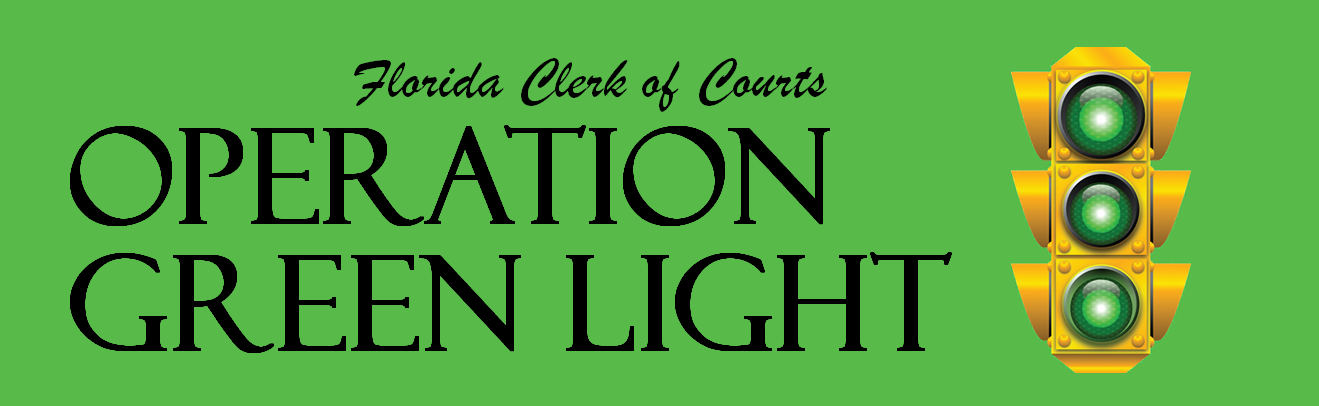 Florida Clerk of Courts
OPERATION
GREEN LIGHT